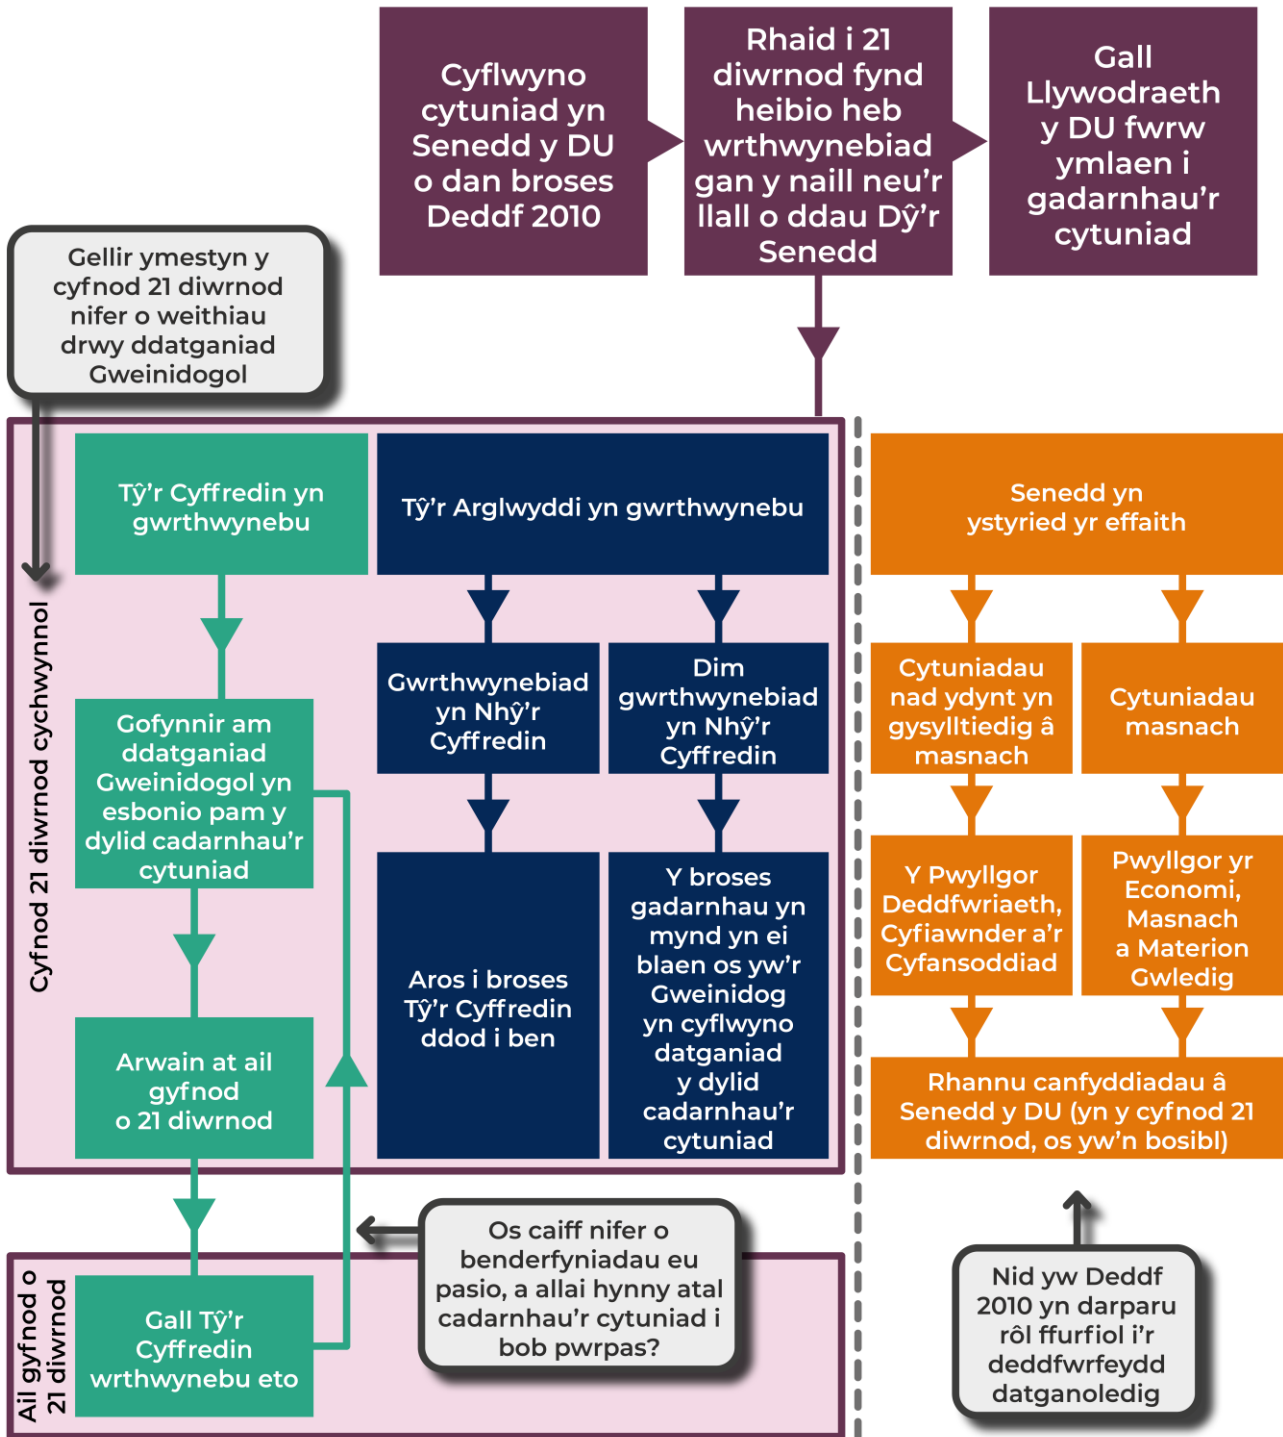 Cyflwyno
cytuniad yn
Senedd y DU
o dan broses
Deddf 2010
Rhaid i 21
diwrnod fynd
heibio heb
wrthwynebiad
gan y naill neu'r
llall o ddau Dŷ'r
Senedd
Gall
Llywodraeth
y DU fwrw
ymlaen i
gadarnhau'r
cytuniad
Gellir ymestyn y
cyfnod 21 diwrnod
nifer o weithiau
drwy ddatganiad
Gweinidogol
Cyfnod 21 diwrnod cychwynnol
Tŷ'r Cyffredin yn
gwrthwynebu
Gofynnir am
ddatganiad
Gweinidogol yn
esbonio pam y
dylid cadarnhau'r
cytuniad
Arwain at ail
gyfnod
o 21 diwrnod
Tŷ'r Arglwyddi yn gwrthwynebu
Gwrthwynebiad
yn Nhŷ'r
Cyffredin
Aros i broses
Tŷ'r Cyffredin
ddod i ben
Dim
gwrthwynebiad
yn Nhŷ'r
Cyffredin
Y broses
gadarnhau yn
mynd yn ei
blaen os yw'r
Gweinidog
yn cyflwyno
datganiad
y dylid
cadarnhau'r
cytuniad
Senedd yn
ystyried yr effaith
Cytuniadau
nad ydynt yn
gysylltiedig â
masnach
Y Pwyllgor
Deddfwriaeth,
Cyfiawnder a'r
Cyfansoddiad
Cytuniadau
masnach
Pwyllgor yr
Economi,
Masnach
a Materion
Gwledig
Rhannu canfyddiadau â
Senedd y DU (yn y cyfnod 21
diwrnod, os yw'n bosibl)
Ail gyfnod o
21 diwrnod
Gall Tŷ'r
Cyffredin
wrthwynebu eto
Os caiff nifer o
benderfyniadau eu
pasio, a allai hynny atal
cadarnhau'r cytuniad i
bob pwrpas?
Nid yw Deddf
2010 yn darparu
rôl ffurfiol i'r
deddfwrfeydd
datganoledig